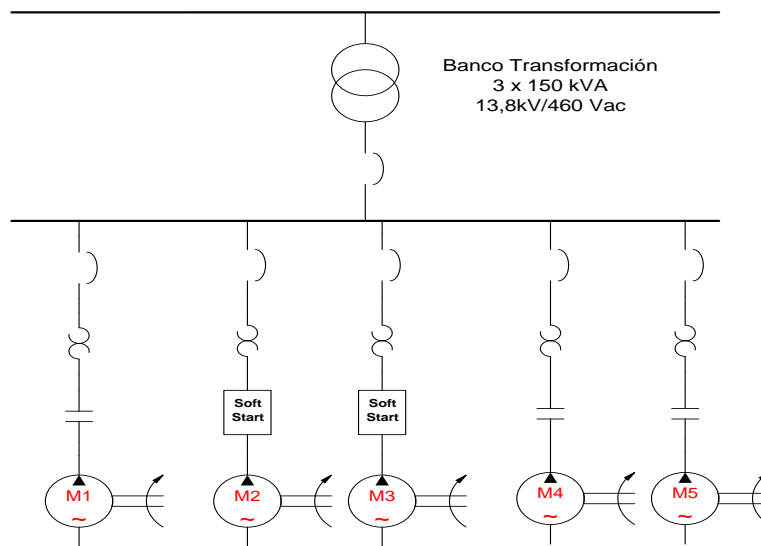 Banco Transformación
3 x 150 kVA
13,8kV/460 Vac
Soft
Start
Soft
Start
M1
~
M2
~
M3
~
M4
~
M5
~